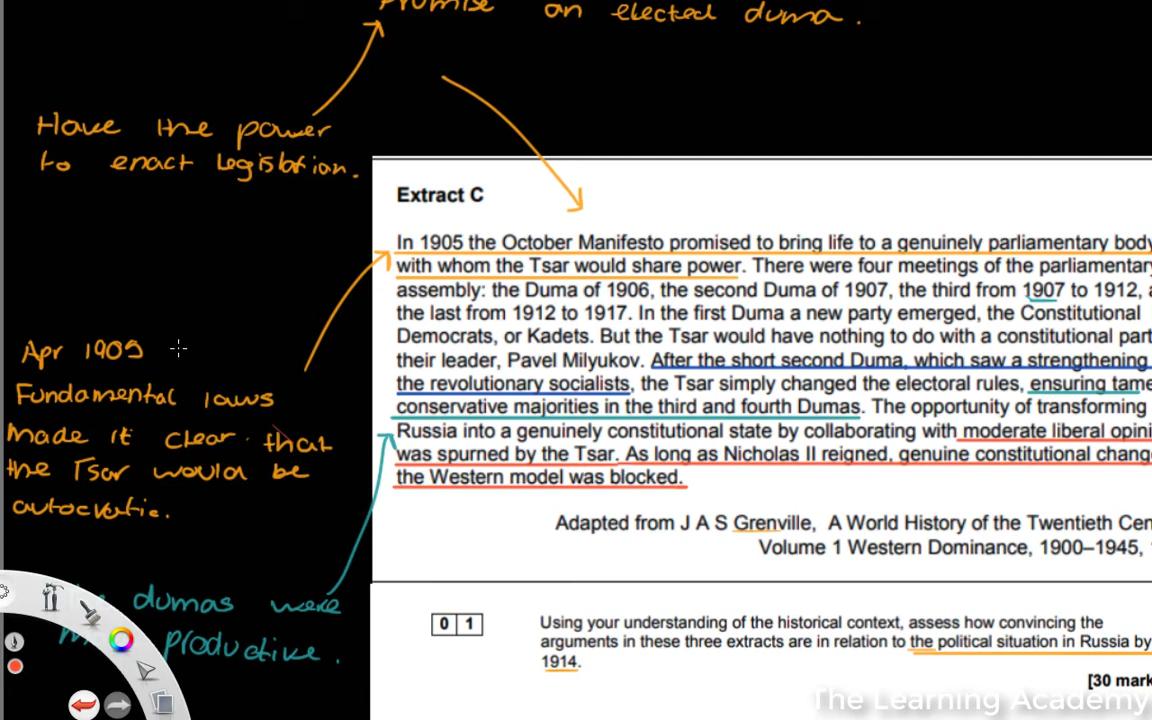 Promise an elected duma.
Have the power
to enact legislation.
Extract C
In 1905 the October Manifesto promised to bring life to a genuinely parliamentary body
with whom the Tsar would share power. There were four meetings of the parliamentary
assembly: the Duma of 1906, the second Duma of 1907, the third from 1907 to 1912,
the last from 1912 to 1917. In the first Duma a new party emerged, the Constitutional
Democrats, or Kadets. But the Tsar would have nothing to do with a constitutional
their leader, Pavel Milyukov. After the short second Duma, which saw a strengthening
the revolutionary socialists, the Tsar simply changed the electoral rules, ensuring
conservative majorities in the third and fourth Dumas. The opportunity of transforming
Russia into a genuinely constitutional state by collaborating with moderate liberal
was spurned by the Tsar. As long as Nicholas II reigned, genuine constitutional
the Western model was blocked.
Adapted from J A S Grenville, A World History of the Twentieth
Volume 1 Western Dominance, 1900–1945,
Apr 1905
Fundamental laws
made it clear that
the Tsar would be
autocratic.
dumas were
productive.
0 1
Using your understanding of the historical context, assess how convincing the
arguments in these three extracts are in relation to the political situation in Russia by
1914.
[30
The Learning Academy